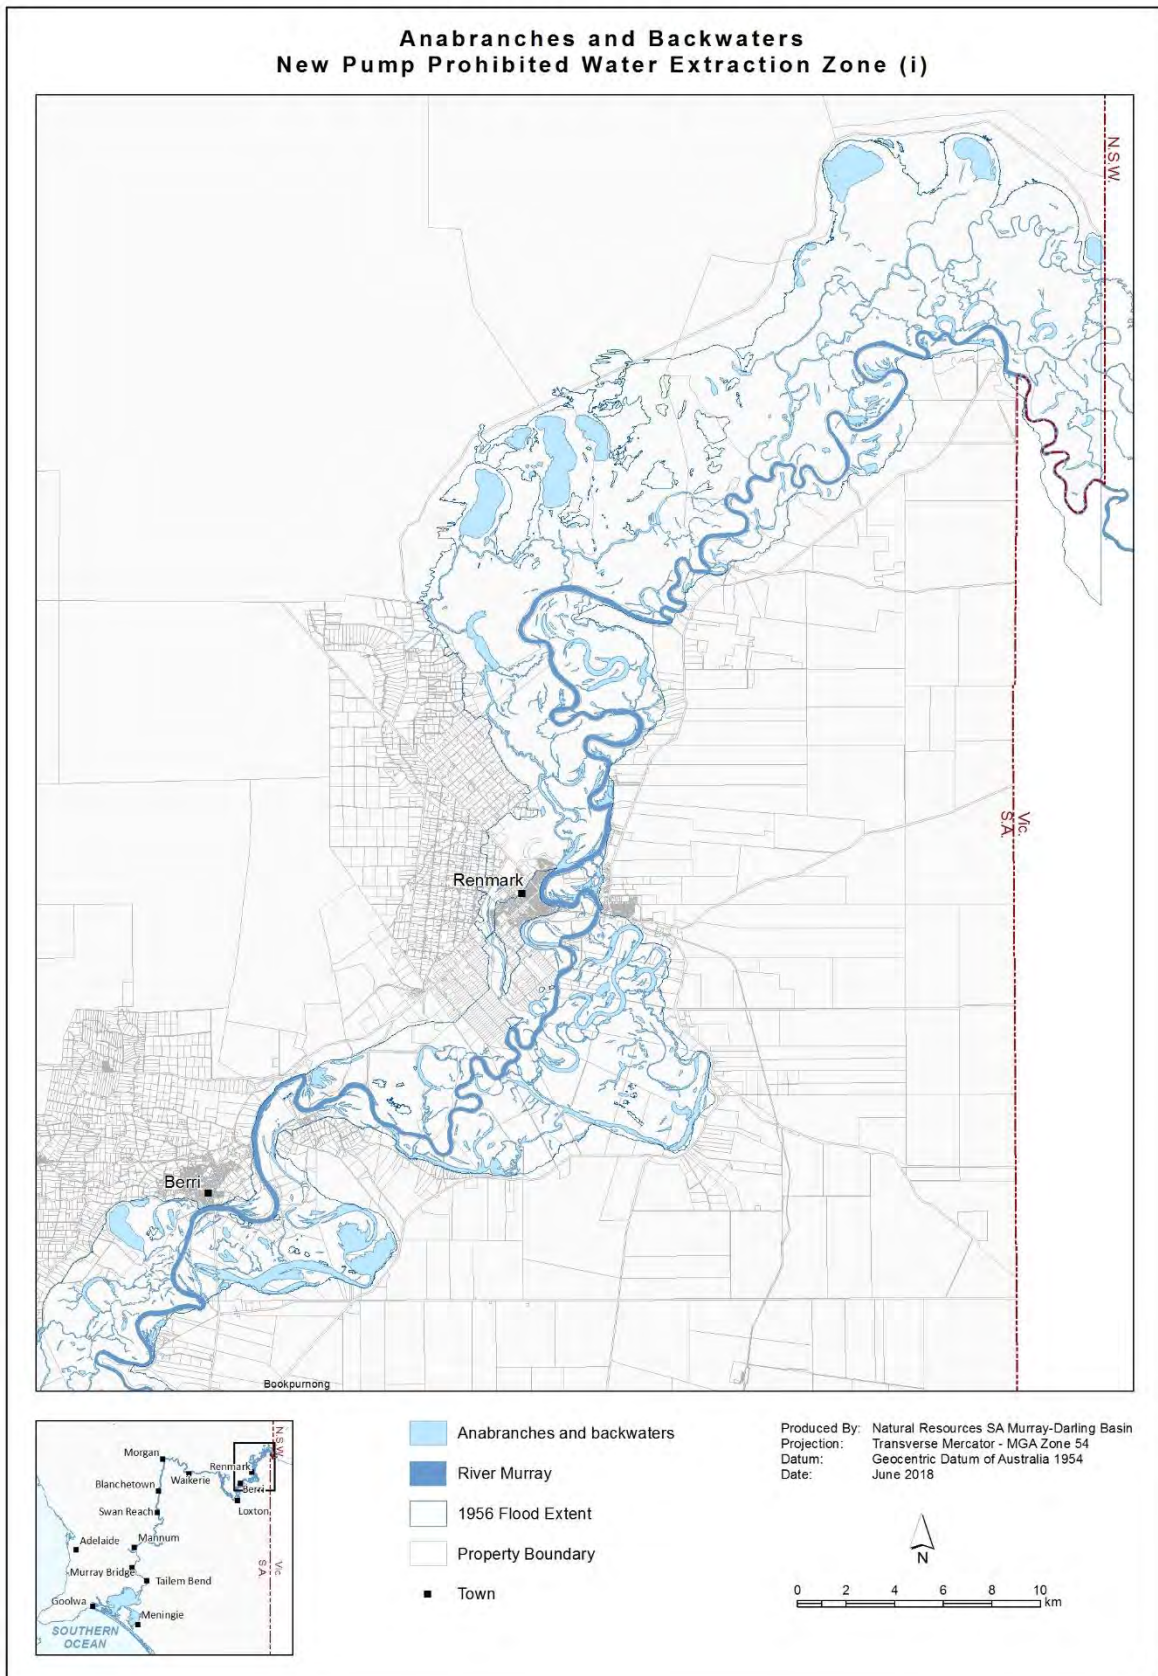 Anabranches and Backwaters
New Pump Prohibited Water Extraction Zone (i)
N.S.W.
Vic.
S.A.
Renmark
Berri
Bookpurnong
N.S.W.
Morgan
Renmark
Waikerie
Blanchetown
Berri
Loxton
Swan Reach
Adelaide
Mannum
Murray Bridge
Tailem Bend
Vic.
S.A.
Goolwa
Meningie
SOUTHERN
OCEAN
Anabranches and backwaters
River Murray
1956 Flood Extent
Property Boundary
Town
Produced By: Natural Resources SA Murray-Darling Basin
Projection: Transverse Mercator - MGA Zone 54
Datum: Geocentric Datum of Australia 1954
Date: June 2018
N
0 2 4 6 8 10
km